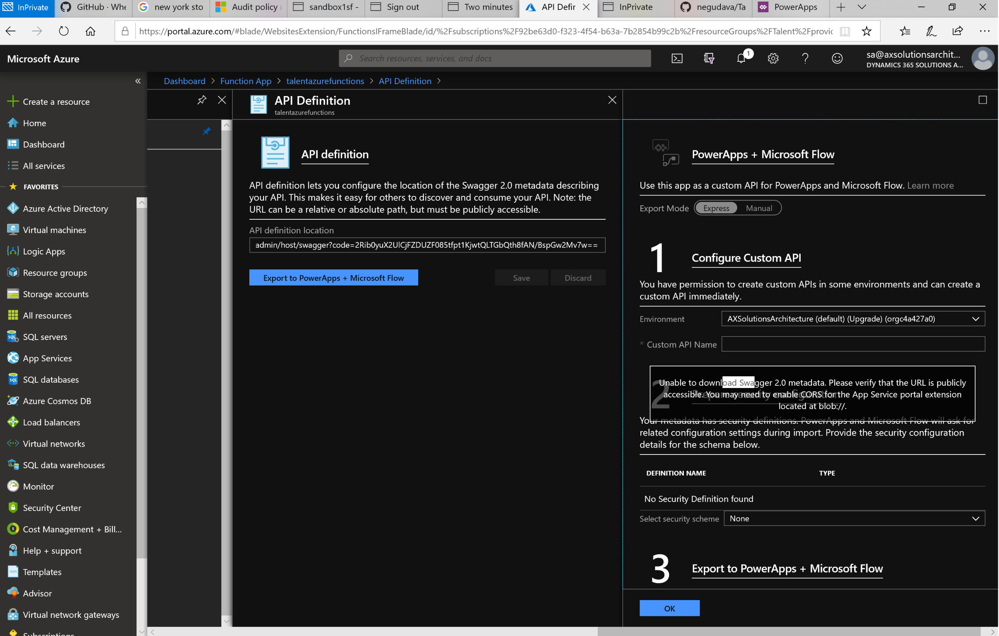 InPrivate
GitHub · Whe
new york sto
Audit policy
sandbox1sf -
Sign out
Two minutes
API Defir
InPrivate
negudava/Ta
PowerApps
https://portal.azure.com/#blade/WebsitesExtension/FunctionsIFrameBlade/id/%2Fsubscriptions%2F92be63d0-f323-4f54-b63a-7b2854b99c2b%2FresourceGroups%2FTalent%2Fprovic
Microsoft Azure
Search resources, services, and docs
1
sa@axsolutionsarchit...
DYNAMICS 365 SOLUTIONS A...
Dashboard > Function App > talentazurefunctions > API Definition >
Create a resource
Home
Dashboard
All services
FAVORITES
Azure Active Directory
Virtual machines
Logic Apps
Resource groups
Storage accounts
All resources
SQL servers
App Services
SQL databases
Azure Cosmos DB
Load balancers
Virtual networks
SQL data warehouses
Monitor
Security Center
Cost Management + Bill...
Help + support
Templates
Advisor
Virtual network gateways
Subscriptions
API Definition
talentazurefunctions
API definition
API definition lets you configure the location of the Swagger 2.0 metadata describing
your API. This makes it easy for others to discover and consume your API. Note: the
URL can be a relative or absolute path, but must be publicly accessible.
API definition location
admin/host/swagger?code=2Rib0yuX2UlCjFZDUZF085tfpt1KjwtQLTGbQth8fAN/BspGw2Mv7w==
Export to PowerApps + Microsoft Flow
Save
Discard
PowerApps + Microsoft Flow
Use this app as a custom API for PowerApps and Microsoft Flow. Learn more
Export Mode Express Manual
1 Configure Custom API
You have permission to create custom APIs in some environments and can create a
custom API immediately.
Environment AXSolutionsArchitecture (default) (Upgrade) (orgc4a427a0)
* Custom API Name
Unable to download Swagger 2.0 metadata. Please verify that the URL is publicly
accessible. You may need to enable CORS for the App Service portal extension
located at blob://.
2 Prepare security configuration
Your metadata has security definitions. PowerApps and Microsoft Flow will ask for
related configuration settings during import. Provide the security configuration
details for the schema below.
DEFINITION NAME TYPE
No Security Definition found
Select security scheme None
3 Export to PowerApps + Microsoft Flow
OK